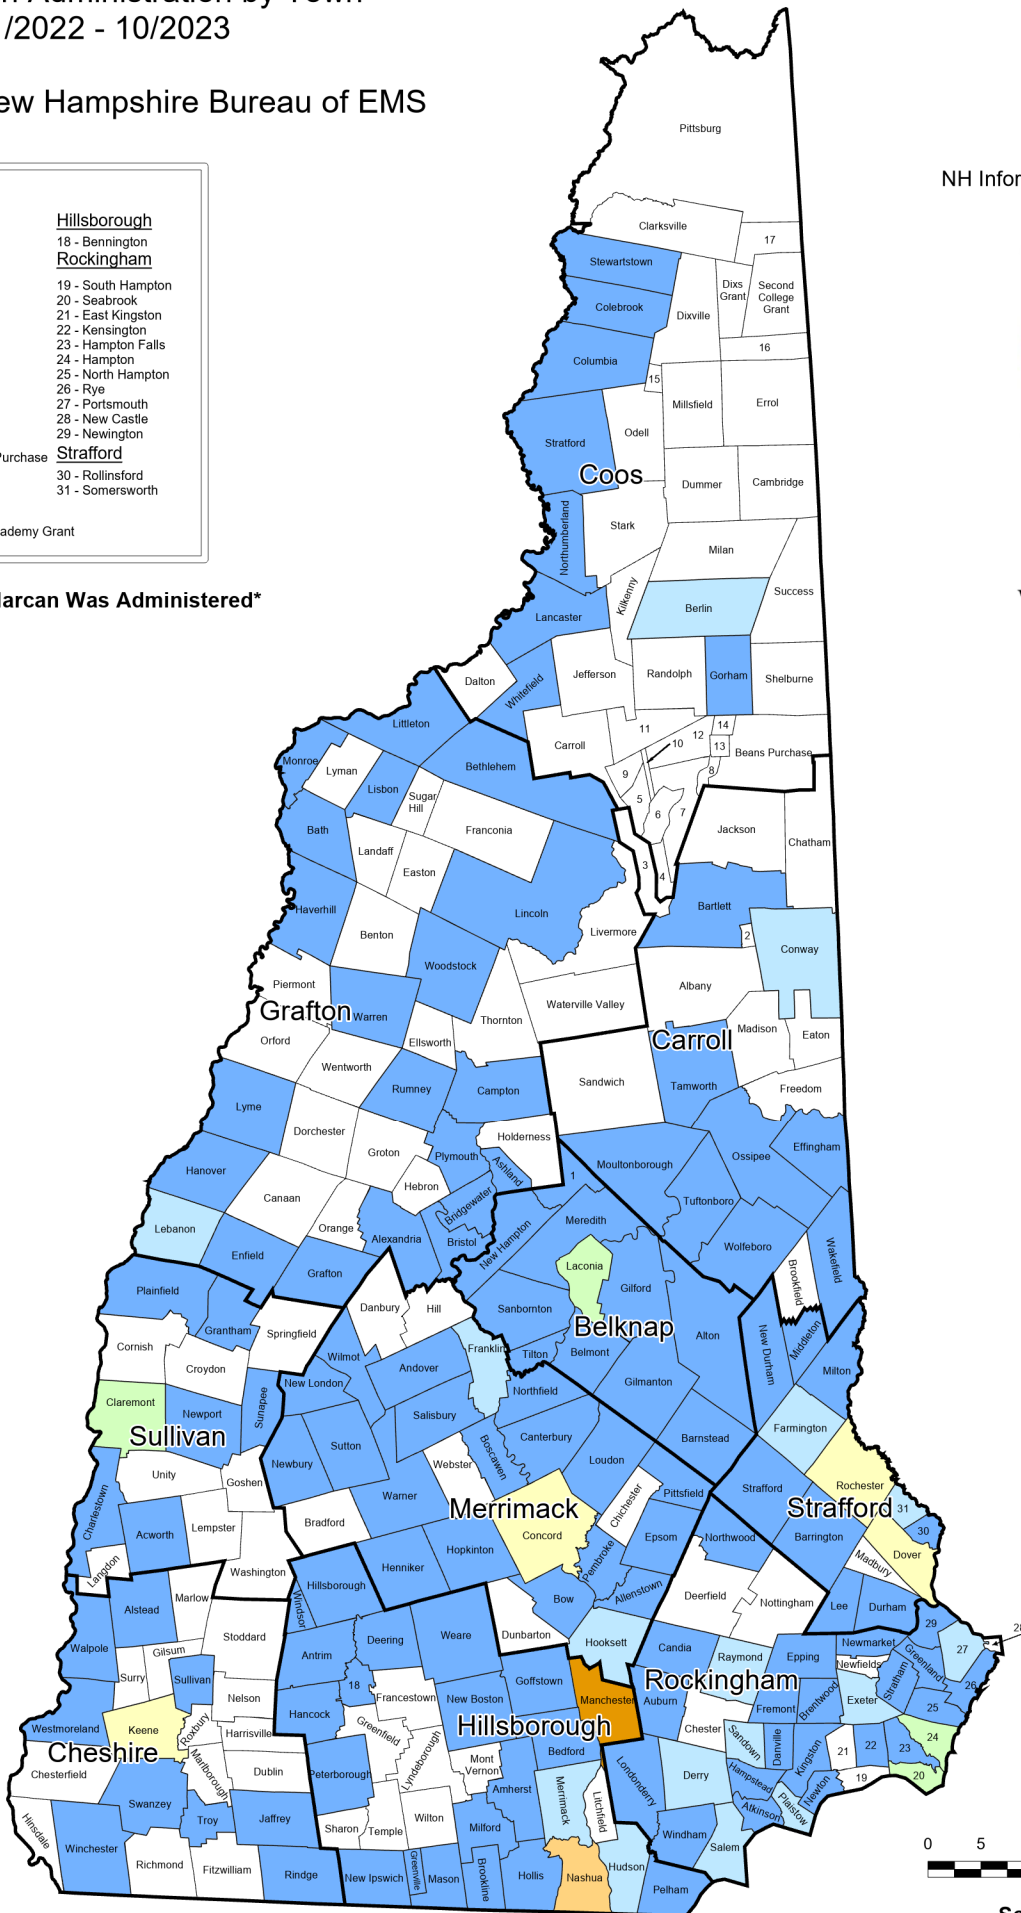 n Administration by Town
/2022 - 10/2023
ew Hampshire Bureau of EMS
NH Infor
Hillsborough
18 - Bennington
Rockingham
19 - South Hampton
20 - Seabrook
21 - East Kingston
22 - Kensington
23 - Hampton Falls
24 - Hampton
25 - North Hampton
26 - Rye
27 - Portsmouth
28 - New Castle
29 - Newington
Purchase
Strafford
30 - Rollinsford
31 - Somersworth
ademy Grant
Narcan Was Administered*
Pittsburg
Clarksville
17
Stewartstown
Dixs
Grant
Second
College
Grant
Colebrook
Dixville
16
Columbia
15
Millsfield
Errol
Odell
Stratford
Coos
Dummer
Cambridge
Northumberland
Stark
Milan
Kilkenny
Success
Berlin
Lancaster
Dalton
Whitefield
Jefferson
Randolph
Gorham
Shelburne
Littleton
11
14
12
Carroll
10
13
Beans Purchase
Monroe
Lyman
Bethlehem
9
8
Lisbon
Sugar
Hill
5
6
7
Bath
Franconia
Jackson
Chatham
Landaff
Easton
3
4
Haverhill
Lincoln
Bartlett
Benton
Livermore
2
Conway
Woodstock
Piermont
Albany
Grafton
Warren
Waterville Valley
Thornton
Orford
Ellsworth
Carroll
Madison
Eaton
Wentworth
Sandwich
Rumney
Campton
Tamworth
Freedom
Lyme
Dorchester
Holderness
Groton
Plymouth
Ashland
1
Moultonborough
Ossipee
Effingham
Hanover
Hebron
Canaan
Bridgewater
Tuftonboro
Lebanon
Orange
Alexandria
Bristol
New Hampton
Meredith
Wolfeboro
Wakefield
Enfield
Grafton
Laconia
Gilford
Brookfield
Plainfield
Danbury
Hill
Sanbornton
Grantham
Springfield
Belknap
Alton
New Durham
Middleton
Cornish
Wilmot
Franklin
Tilton
Belmont
Croydon
Andover
Milton
New London
Gilmanton
Claremont
Newport
Sunapee
Northfield
Salisbury
Farmington
Sullivan
Sutton
Boscawen
Canterbury
Barnstead
Newbury
Loudon
Unity
Goshen
Webster
Rochester
Charlestown
Warner
Chichester
Pittsfield
Strafford
Strafford
31
Merrimack
Acworth
Lempster
Bradford
Concord
30
Epsom
Northwood
Barrington
Hopkinton
Langdon
Washington
Henniker
Pembroke
Madbury
Dover
Hillsborough
Allenstown
Marlow
Alstead
Windsor
Bow
Deerfield
Nottingham
Lee
Durham
29
28
Walpole
Stoddard
Deering
Weare
Dunbarton
Hooksett
Newmarket
27
Gilsum
Antrim
Candia
Raymond
Epping
Newfields
Greenland
Surry
Sullivan
18
Goffstown
Rockingham
Stratham
26
Nelson
Francestown
New Boston
Manchester
Auburn
Fremont
Brentwood
Exeter
25
Westmoreland
Keene
Roxbury
Hancock
Greenfield
Hillsborough
Chester
24
Harrisville
Cheshire
Lyndeborough
Mont
Vernon
Bedford
Sandown
Danville
Kingston
21
22
23
Chesterfield
Marlborough
Dublin
Peterborough
Londonderry
Derry
Hampstead
19
20
Newton
Swanzey
Amherst
Merrimack
Litchfield
Plaistow
Hinsdale
Troy
Jaffrey
Sharon
Temple
Wilton
Milford
Atkinson
Windham
Winchester
Salem
Richmond
Fitzwilliam
Rindge
New Ipswich
Greenville
Mason
Brookline
Hollis
Nashua
Hudson
Pelham
0
5